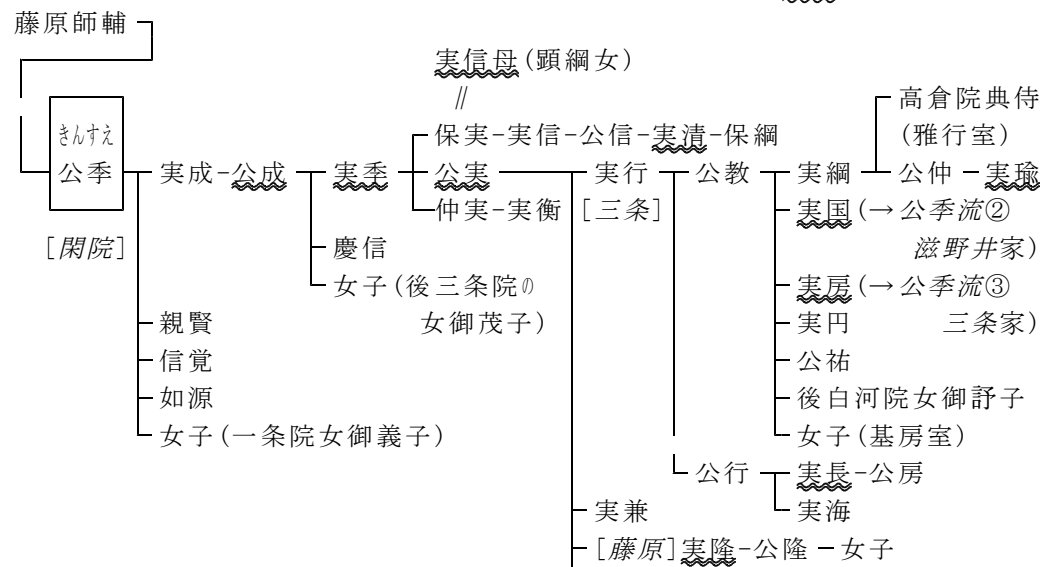 藤原師輔
実信母(顕綱女)
〃
高倉院典侍
(雅行室)
きんすえ
保実-実信-公信-実清-保綱
公季 実成-公成 実季 公実 実行 公教 実綱 公仲 実瑜
仲実-実衡 [三条] 実国(→公季流②
[閑院] 慶信 滋野井家)
女子(後三条院の 実房(→公季流③
親賢 女御茂子) 実円 三条家)
信覚 公祐
如源 後白河院女御訝子
女子(一条院女御義子) 女子(基房室)
公行 実長-公房
実兼 実海
[藤原]実隆-公隆-女子